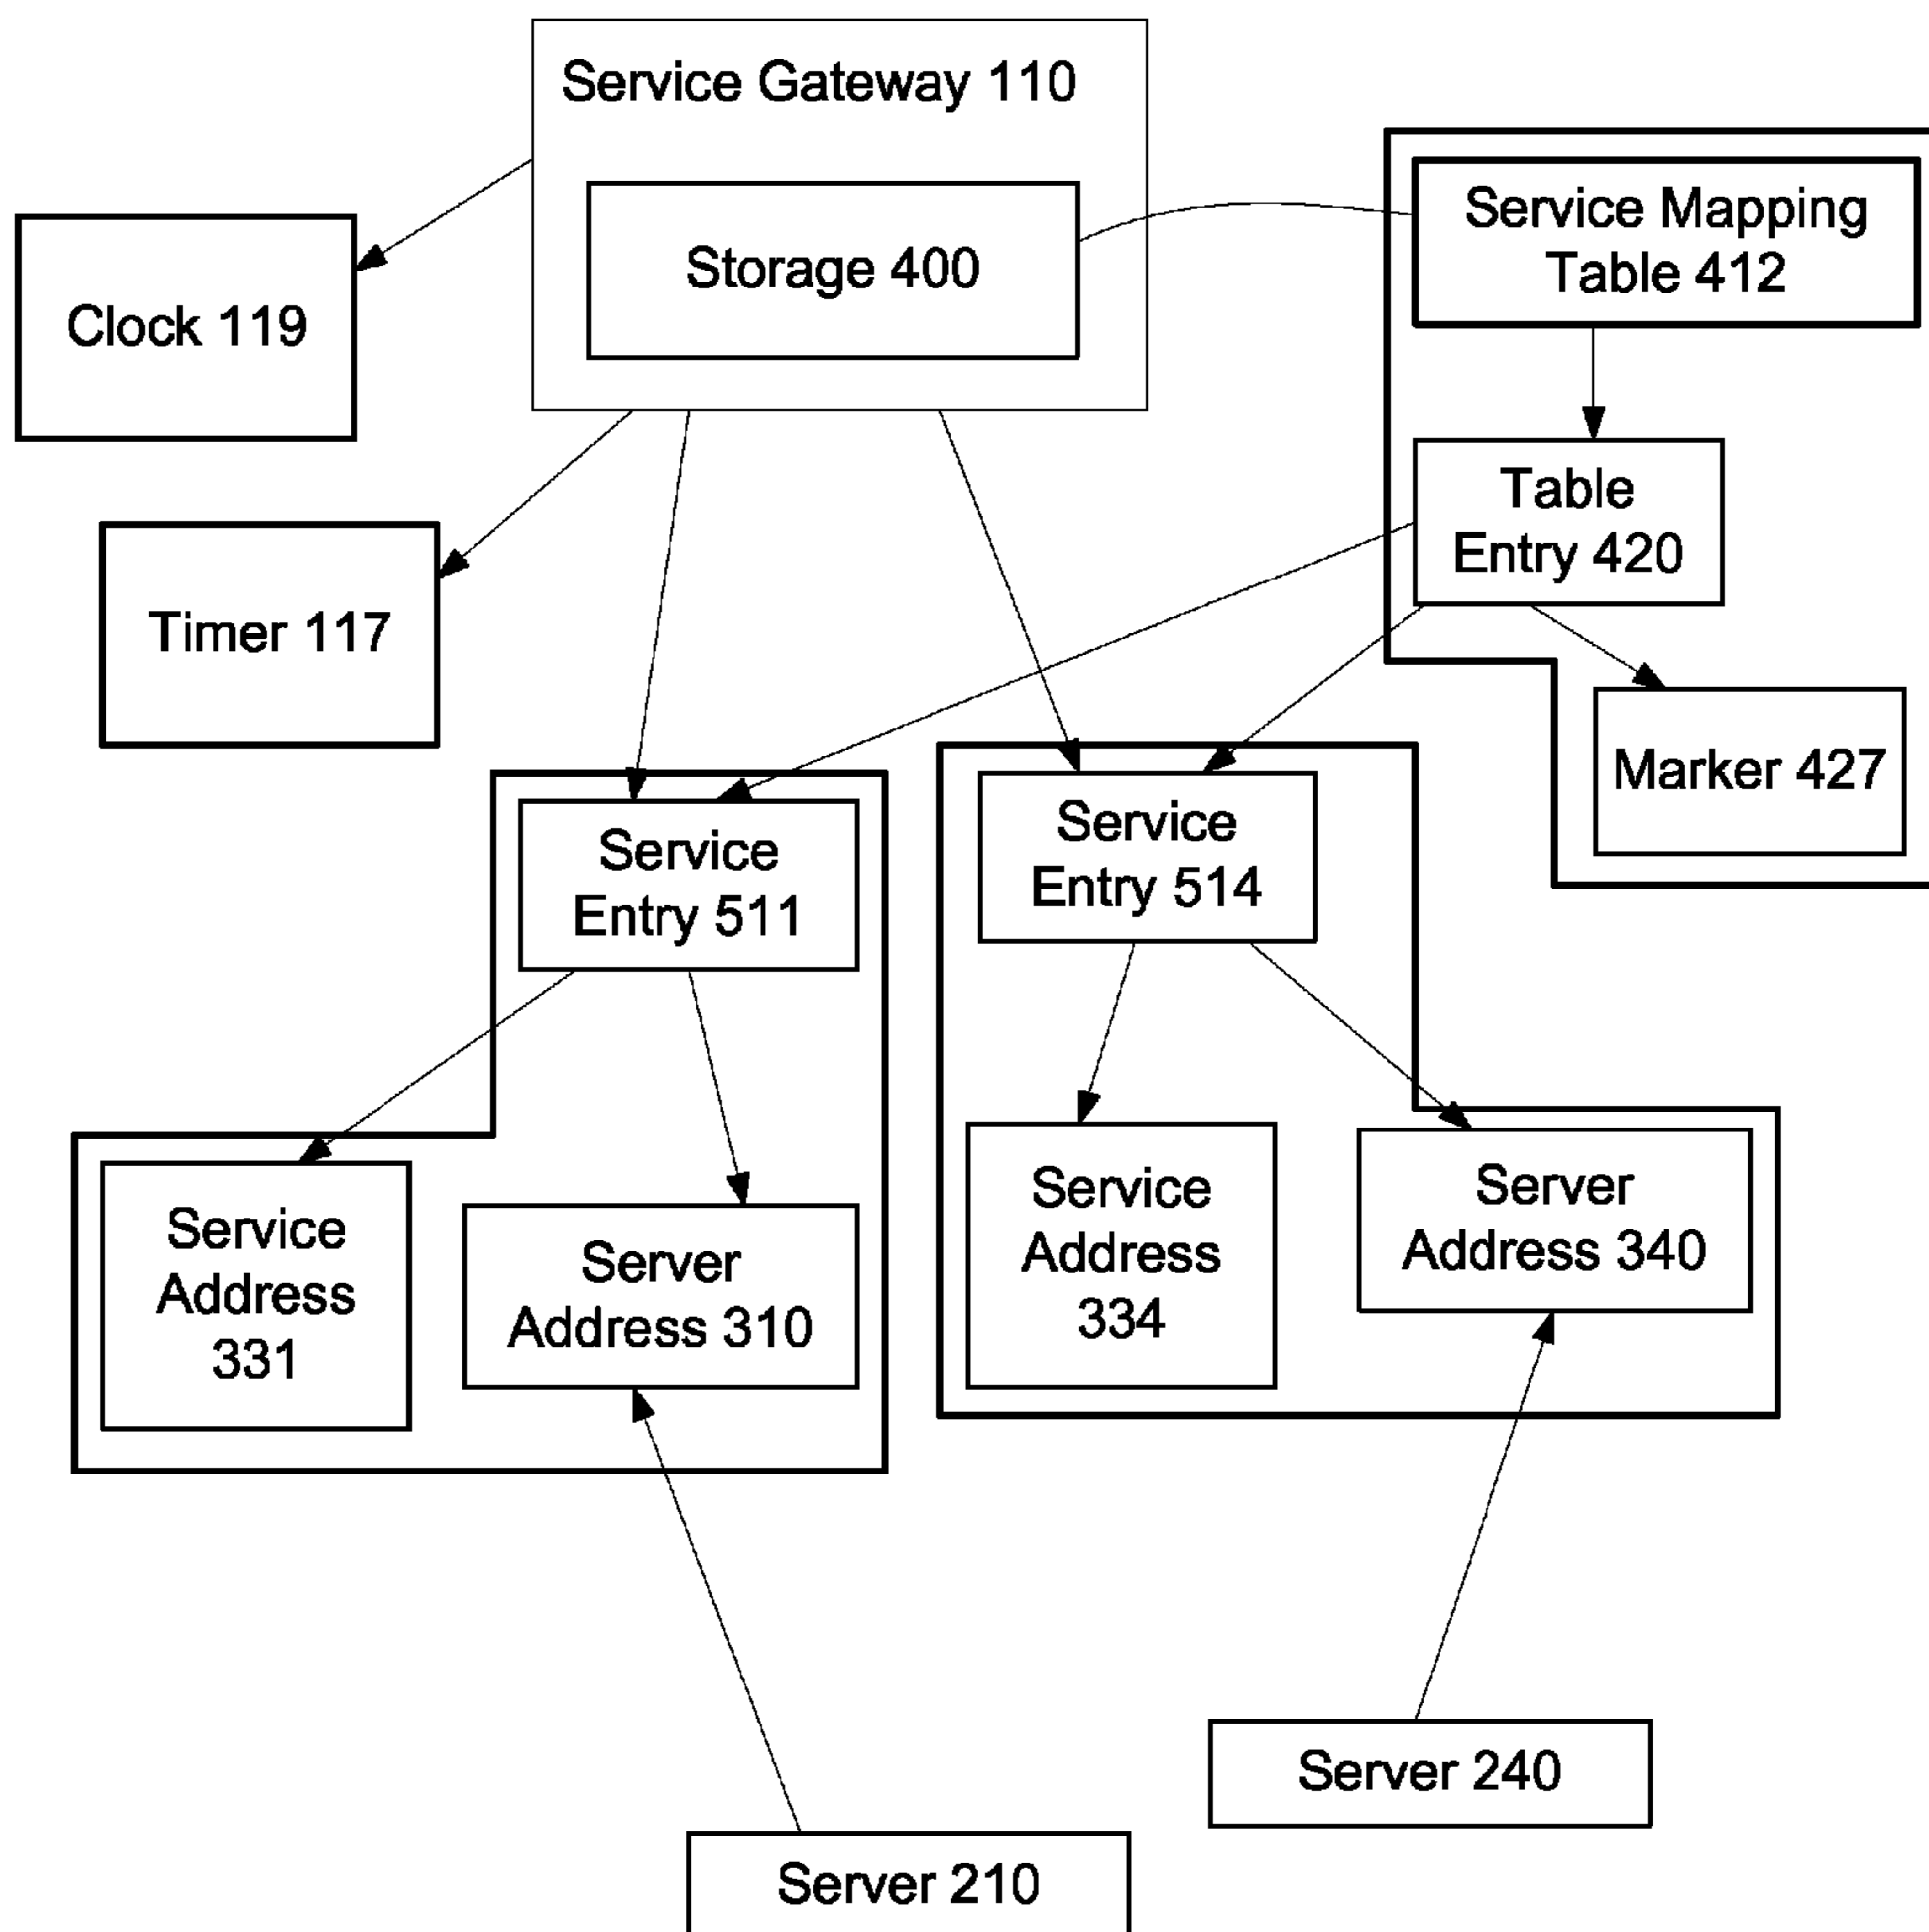 Service Gateway 110
Storage 400
Service Mapping
Table 412
Clock 119
Table
Entry 420
Timer 117
Marker 427
Service
Entry 511
Service
Entry 514
Service
Address
331
Server
Address 310
Service
Address
334
Server
Address 340
Server 240
Server 210